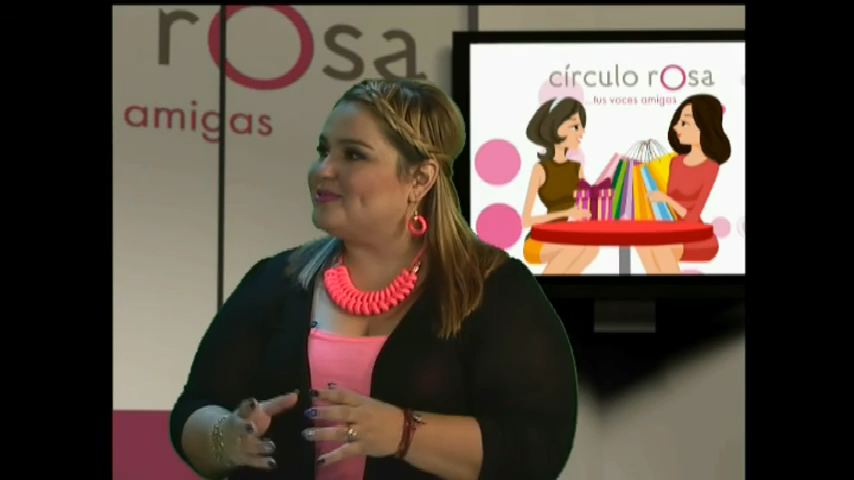 rosa
amigas
círculo rosa
...tus voces amigas